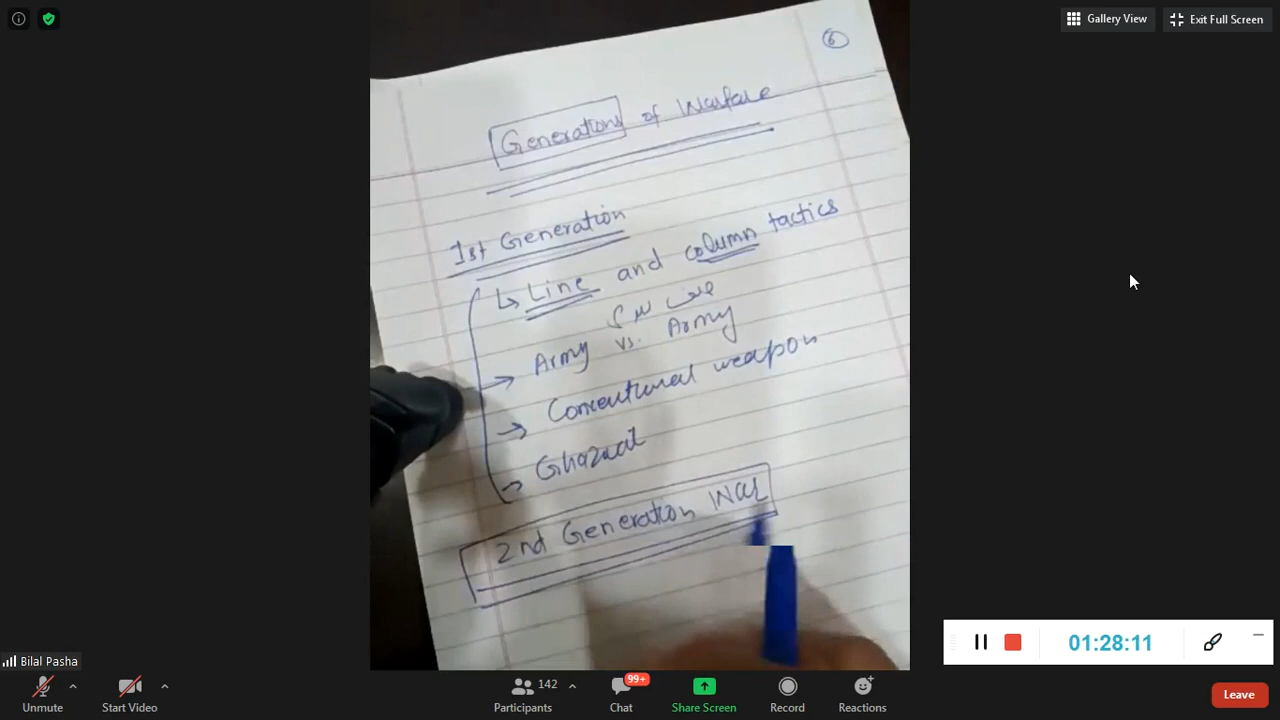 Gallery View
Exit Full Screen
6
Generations of Warfare
1st Generation
↳ Line and column tactics
→ Army vs. Army
→ Conventional weapon
→
2nd Generation War
Bilal Pasha
01:28:11
Unmute
Start Video
142
Participants
99+
Chat
Share Screen
Record
Reactions
Leave